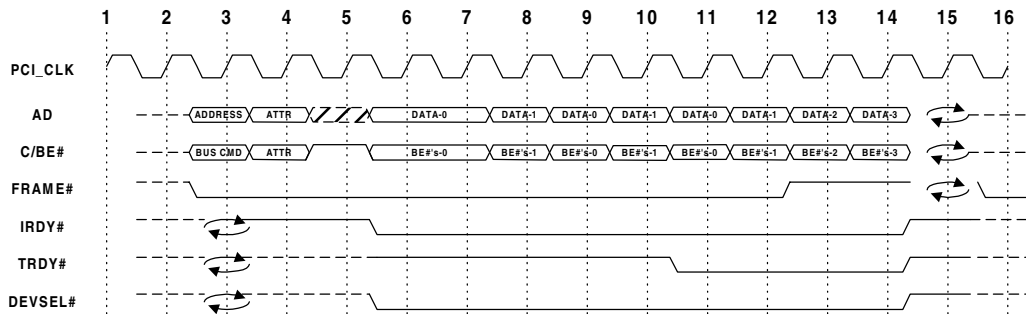 1 2 3 4 5 6 7 8 9 10 11 12 13 14 15 16
PCI_CLK
AD ADDRESS ATTR DATA-0 DATA-1 DATA-0 DATA-1 DATA-0 DATA-1 DATA-2 DATA-3
C/BE# BUS CMD ATTR BE#'s-0 BE#'s-1 BE#'s-0 BE#'s-1 BE#'s-0 BE#'s-1 BE#'s-2 BE#'s-3
FRAME#
IRDY#
TRDY#
DEVSEL#